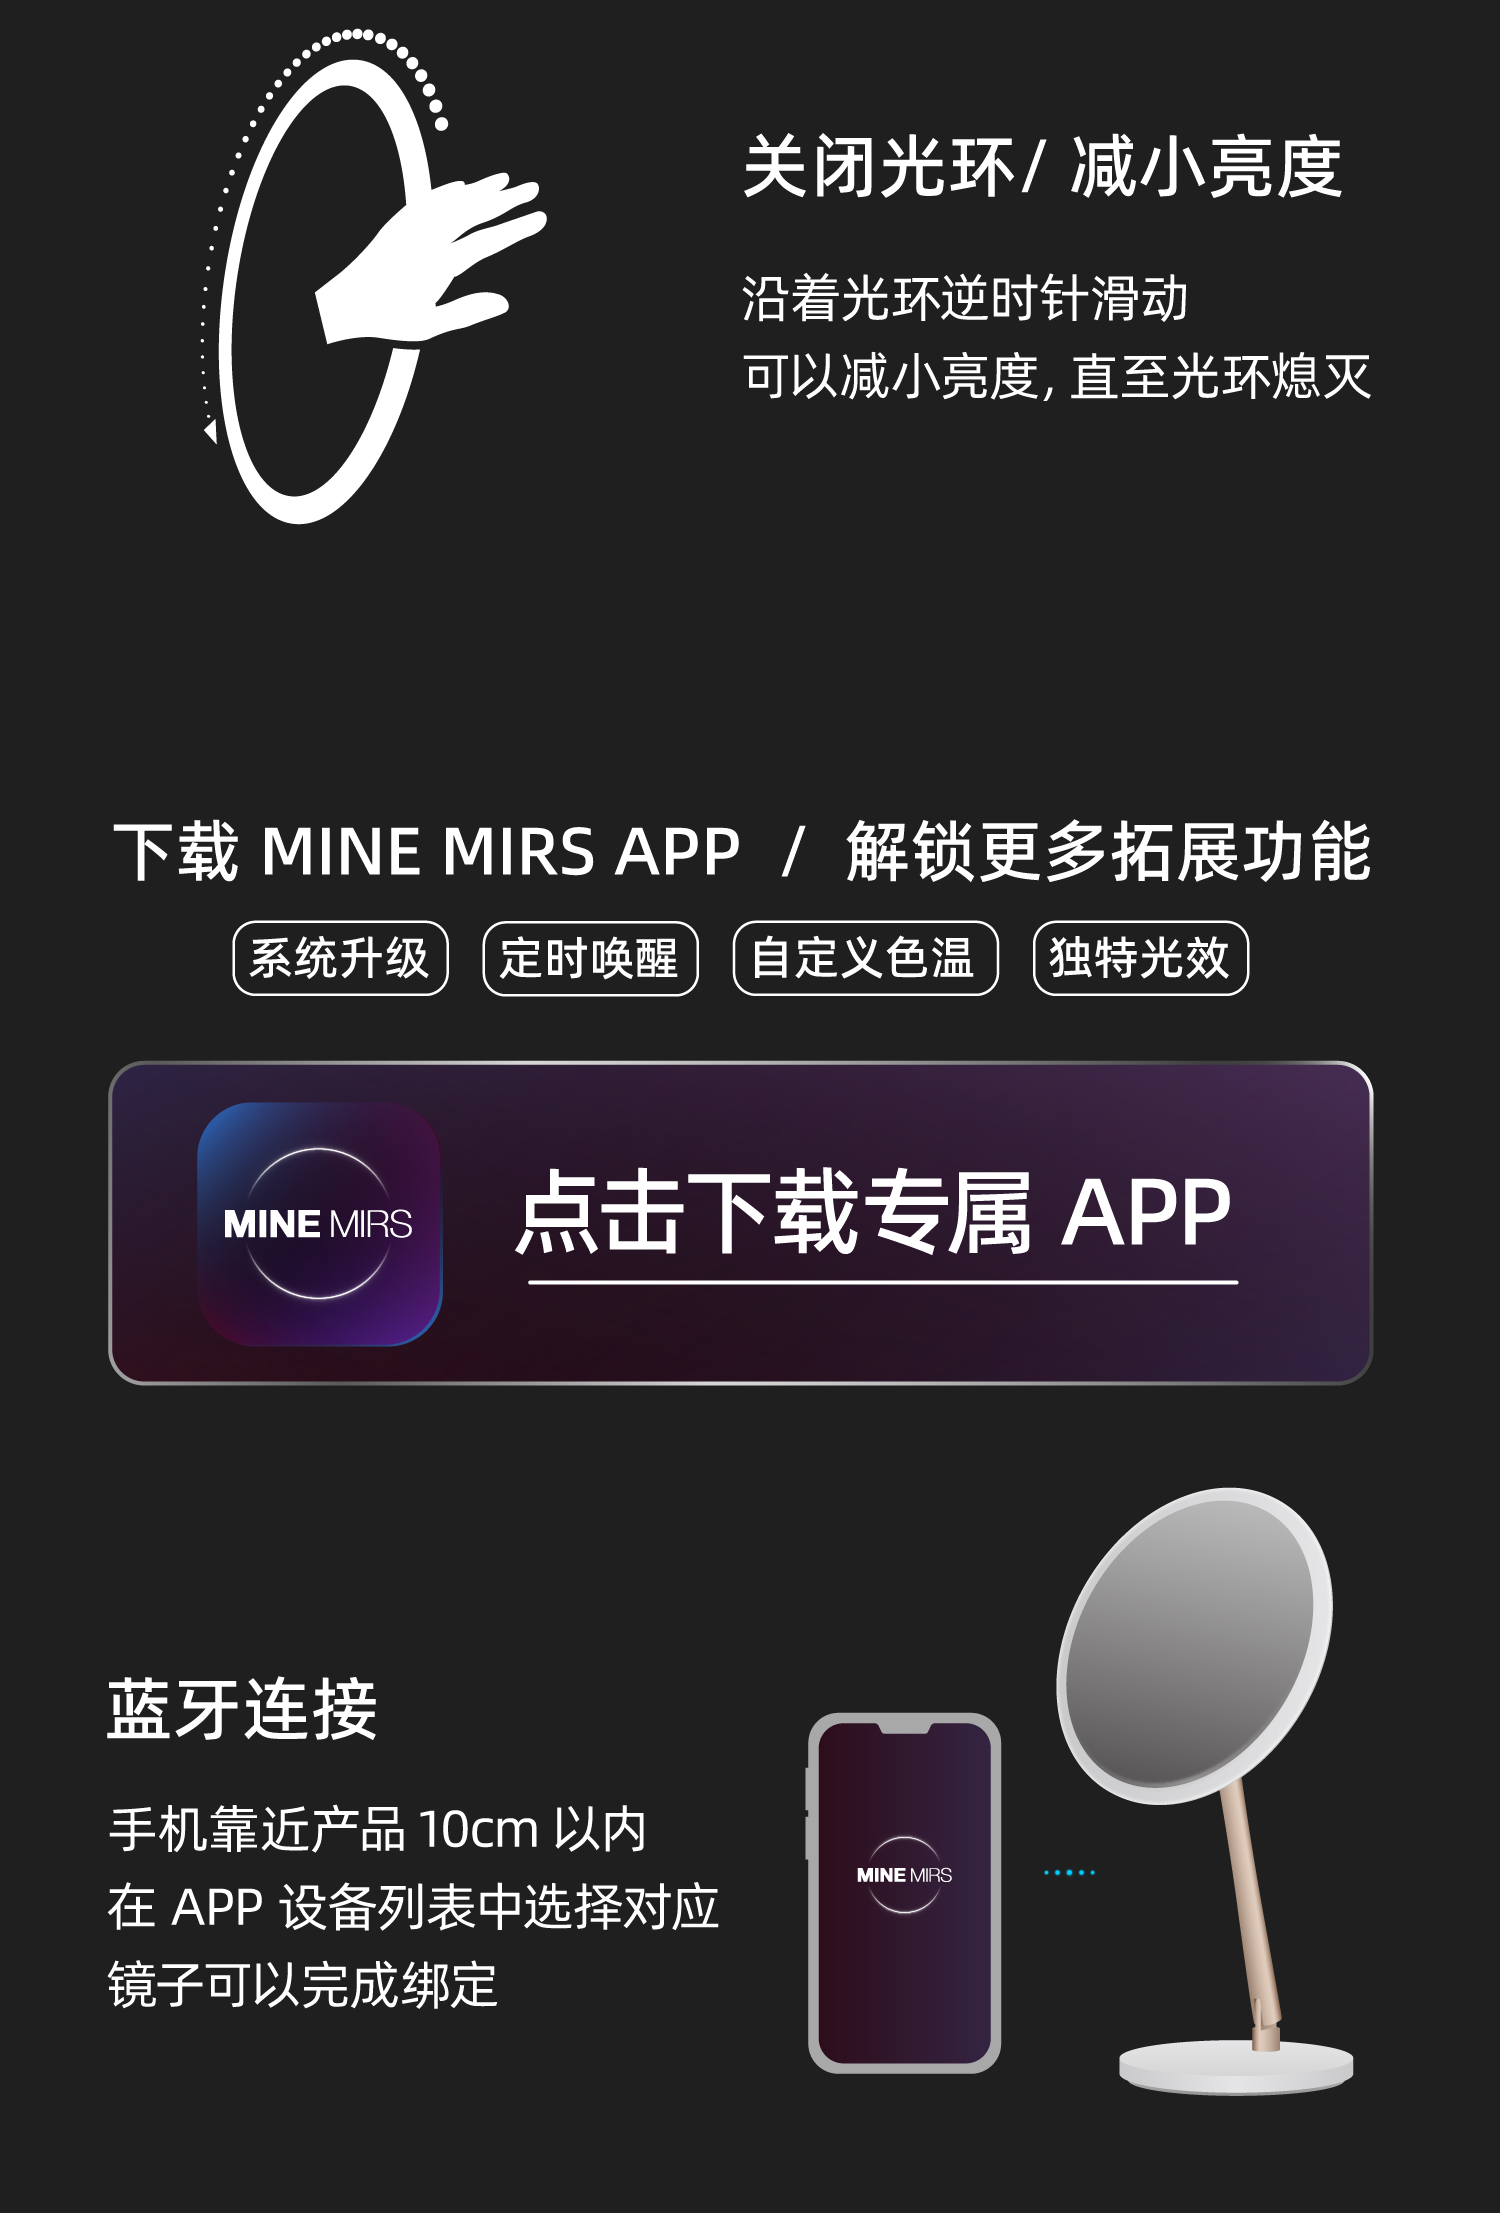 关闭光环/ 减小亮度
沿着光环逆时针滑动
可以减小亮度, 直至光环熄灭
下载 MINE MIRS APP / 解锁更多拓展功能
系统升级 定时唤醒 自定义色温 独特光效
MINE MIRS
点击下载专属 APP
蓝牙连接
手机靠近产品 10cm 以内
在 APP 设备列表中选择对应
镜子可以完成绑定
MINE MIRS